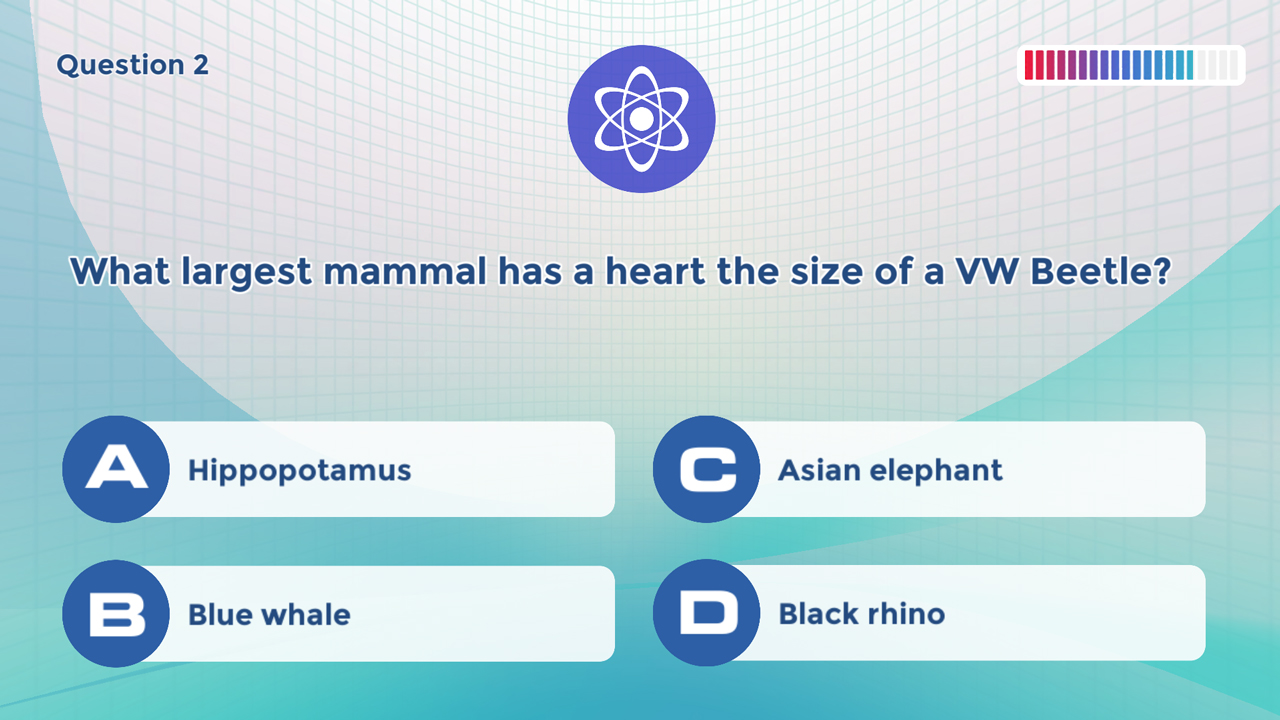 Question 2
What largest mammal has a heart the size of a VW Beetle?
A Hippopotamus
B Blue whale
C Asian elephant
D Black rhino